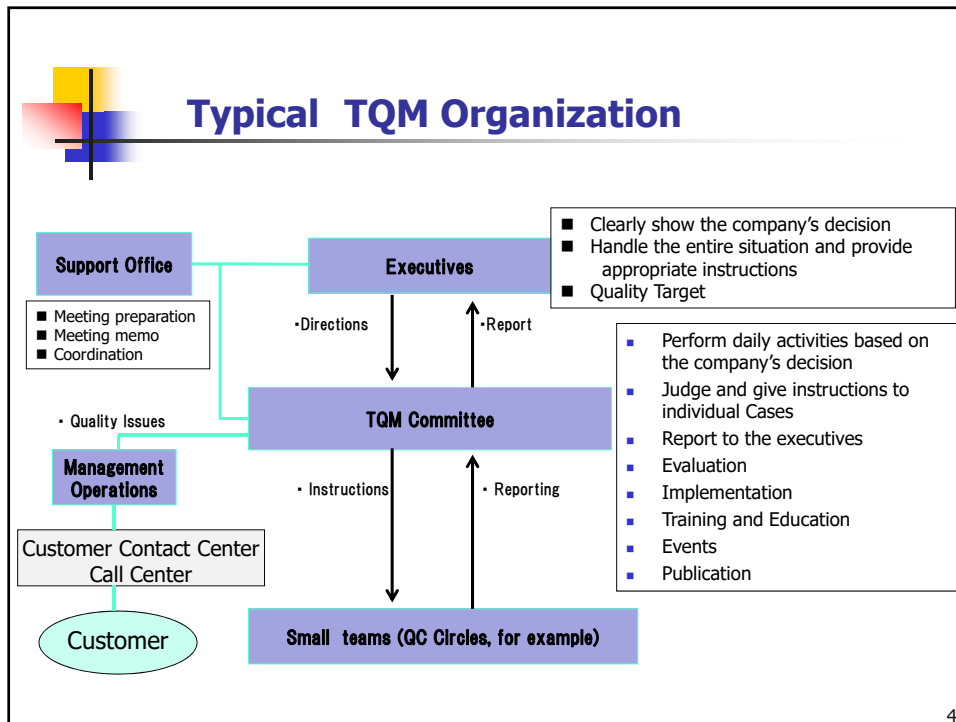 Typical TQM Organization
Support Office
■ Meeting preparation
■ Meeting memo
■ Coordination
Executives
■ Clearly show the company's decision
■ Handle the entire situation and provide
appropriate instructions
■ Quality Target
・Directions
・Report
TQM Committee
・ Quality Issues
Management
Operations
Customer Contact Center
Call Center
Customer
・ Instructions
・ Reporting
Small teams (QC Circles, for example)
▪ Perform daily activities based on
the company's decision
▪ Judge and give instructions to
individual Cases
▪ Report to the executives
▪ Evaluation
▪ Implementation
▪ Training and Education
▪ Events
▪ Publication
4